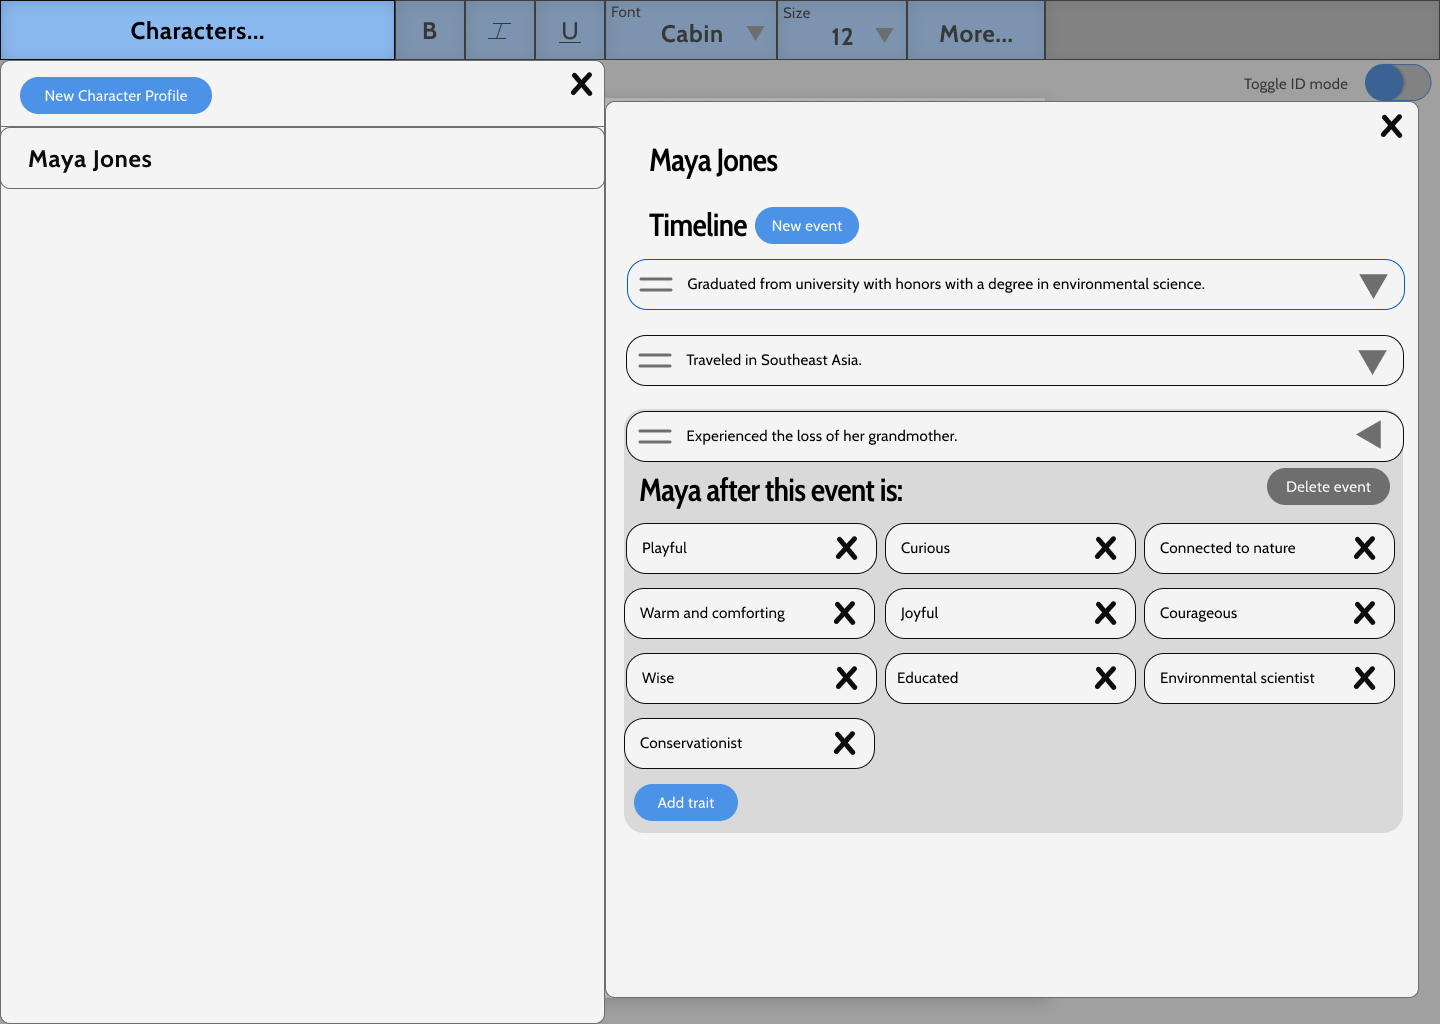 Characters...
B
I
U
Font
Cabin
Size
12
More...
Toggle ID mode
New Character Profile
Maya Jones
Maya Jones
Timeline
New event
Graduated from university with honors with a degree in environmental science.
Traveled in Southeast Asia.
Experienced the loss of her grandmother.
Maya after this event is:
Delete event
Playful
Curious
Connected to nature
Warm and comforting
Joyful
Courageous
Wise
Educated
Environmental scientist
Conservationist
Add trait